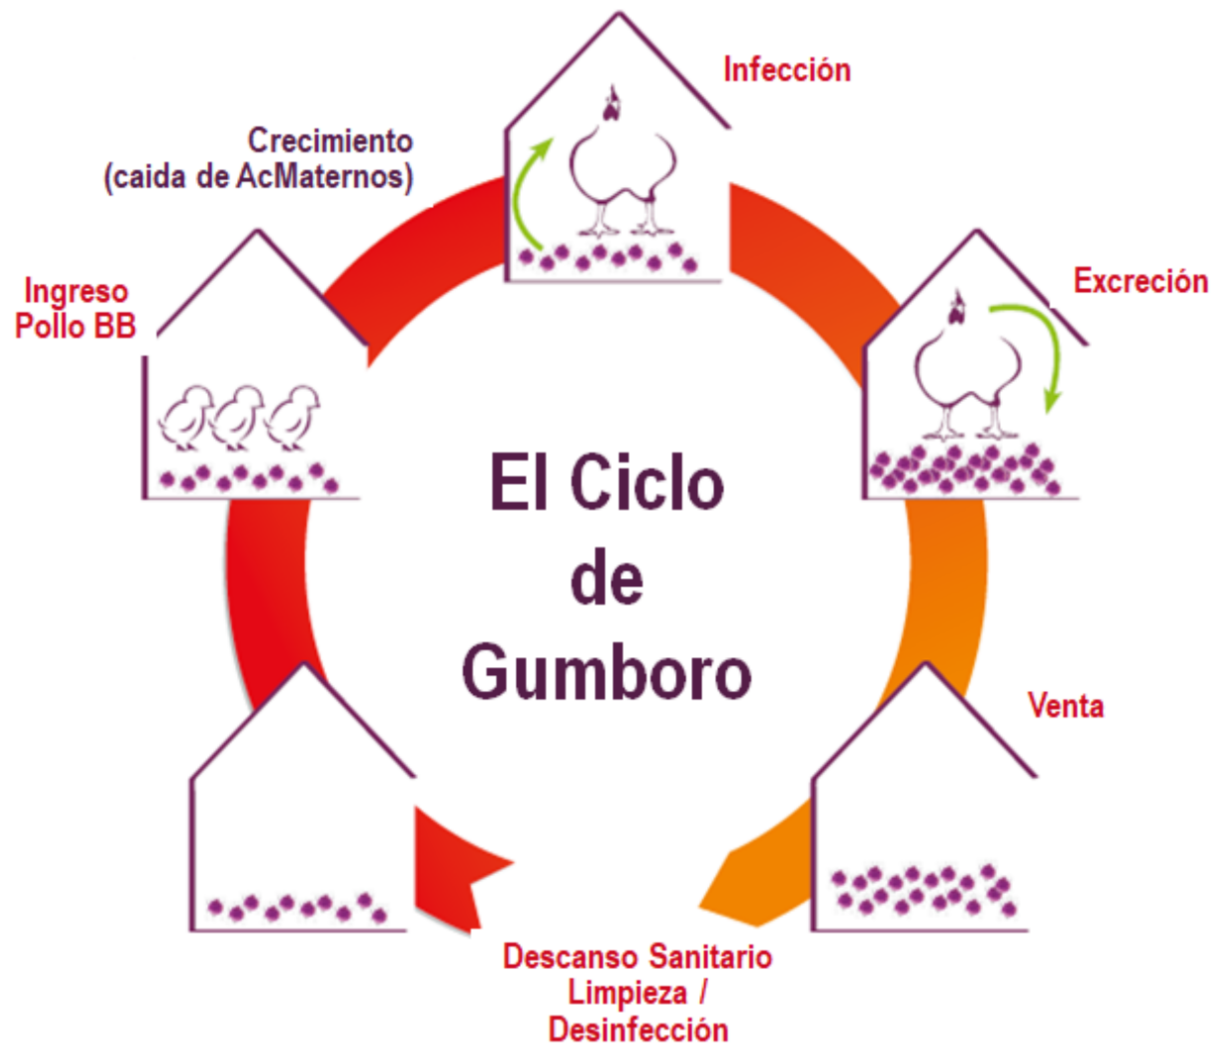 Infección
Crecimiento
(caida de AcMaternos)
Ingreso
Pollo BB
Excreción
El Ciclo
de
Gumboro
Venta
Descanso Sanitario
Limpieza /
Desinfección